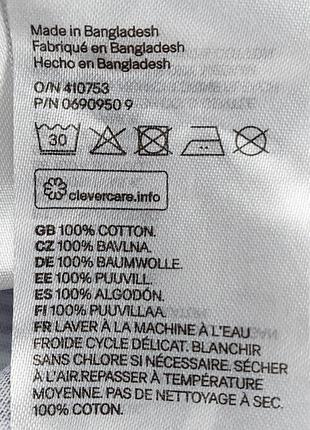 Made in Bangladesh
Fabriqué en Bangladesh
Hecho en Bangladesh
O/N 410753
P/N 0690950 9
30
clevercare.info
GB 100% COTTON.
CZ 100% BAVLNA.
DE 100% BAUMWOLLE.
EE 100% PUUVILL.
ES 100% ALGODÓN.
FI 100% PUUVILLAA.
FR LAVER À LA MACHINE À L'EAU
FROIDE CYCLE DÉLICAT. BLANCHIR
SANS CHLORE SI NÉCESSAIRE. SÉCHER
À L'AIR.REPASSER À TEMPÉRATURE
MOYENNE. PAS DE NETTOYAGE À SEC.
100% COTON.